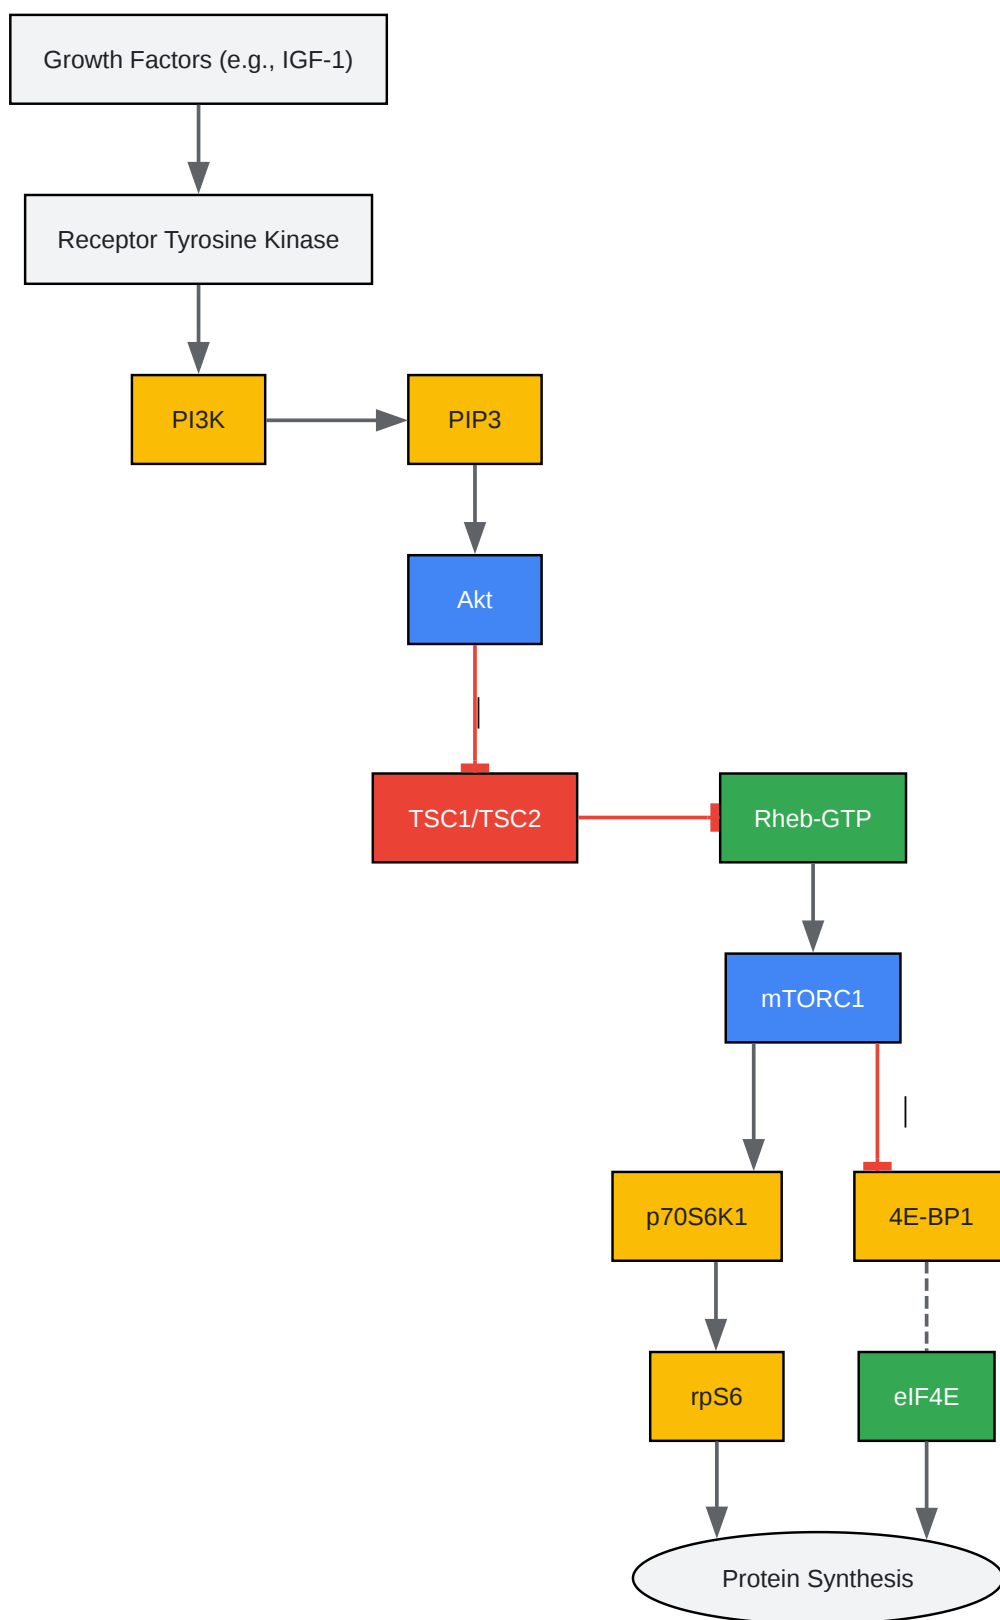 Growth Factors (e.g., IGF-1)
Receptor Tyrosine Kinase
PI3K
PIP3
Akt
|
TSC1/TSC2
Rheb-GTP
mTORC1
|
p70S6K1
4E-BP1
rpS6
eIF4E
Protein Synthesis